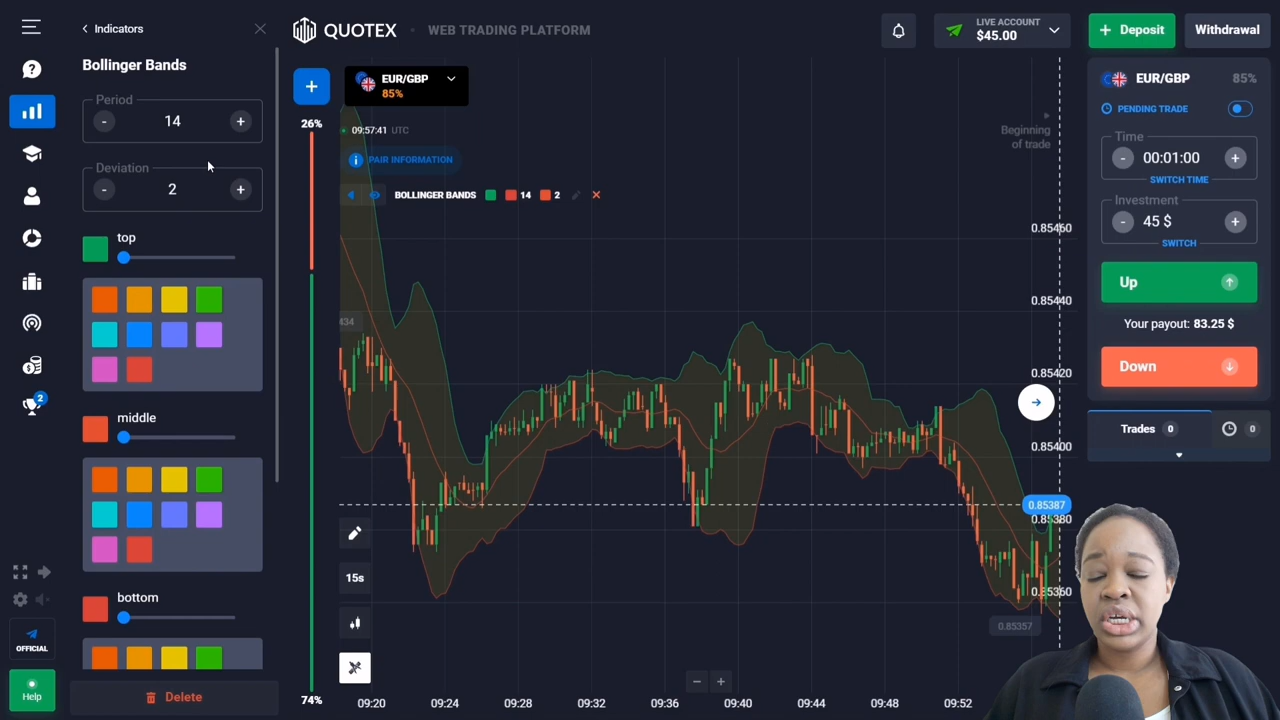 Indicators
Bollinger Bands
Period
- 14 +
Deviation
- 2 +
top
middle
bottom
Delete
OFFICIAL
Help
2
QUOTEX • WEB TRADING PLATFORM
LIVE ACCOUNT
$45.00
+ Deposit
Withdrawal
+
EUR/GBP
85%
26%
09:57:41 UTC
PAIR INFORMATION
BOLLINGER BANDS 14 2
Beginning
of trade
434
0.85460
0.85440
0.85420
0.85400
0.85387
0.85380
0.85360
0.85357
15s
74%
09:20 09:24 09:28 09:32 09:36 09:40 09:44 09:48 09:52
EUR/GBP 85%
PENDING TRADE
Time
- 00:01:00 +
SWITCH TIME
Investment
- 45 $ +
SWITCH
Up
Your payout: 83.25 $
Down
Trades 0
0